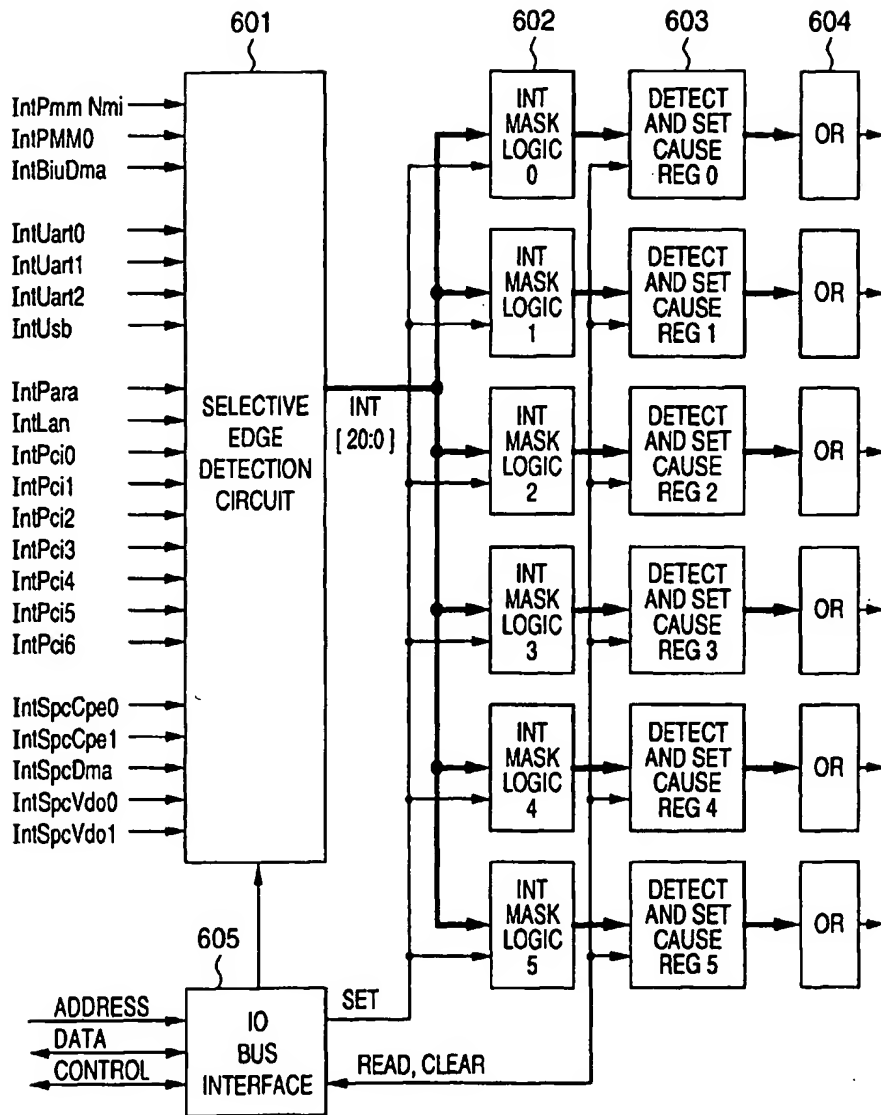 601
602
603
604
IntPmm Nmi
IntPMM0
IntBiuDma
IntUart0
IntUart1
IntUart2
IntUsb
IntPara
IntLan
IntPci0
IntPci1
IntPci2
IntPci3
IntPci4
IntPci5
IntPci6
IntSpcCpe0
IntSpcCpe1
IntSpcDma
IntSpcVdo0
IntSpcVdo1
SELECTIVE
EDGE
DETECTION
CIRCUIT
INT
[ 20:0 ]
INT
MASK
LOGIC
0
DETECT
AND SET
CAUSE
REG 0
OR
INT
MASK
LOGIC
1
DETECT
AND SET
CAUSE
REG 1
OR
INT
MASK
LOGIC
2
DETECT
AND SET
CAUSE
REG 2
OR
INT
MASK
LOGIC
3
DETECT
AND SET
CAUSE
REG 3
OR
INT
MASK
LOGIC
4
DETECT
AND SET
CAUSE
REG 4
OR
INT
MASK
LOGIC
5
DETECT
AND SET
CAUSE
REG 5
OR
605
ADDRESS
DATA
CONTROL
IO
BUS
INTERFACE
SET
READ, CLEAR